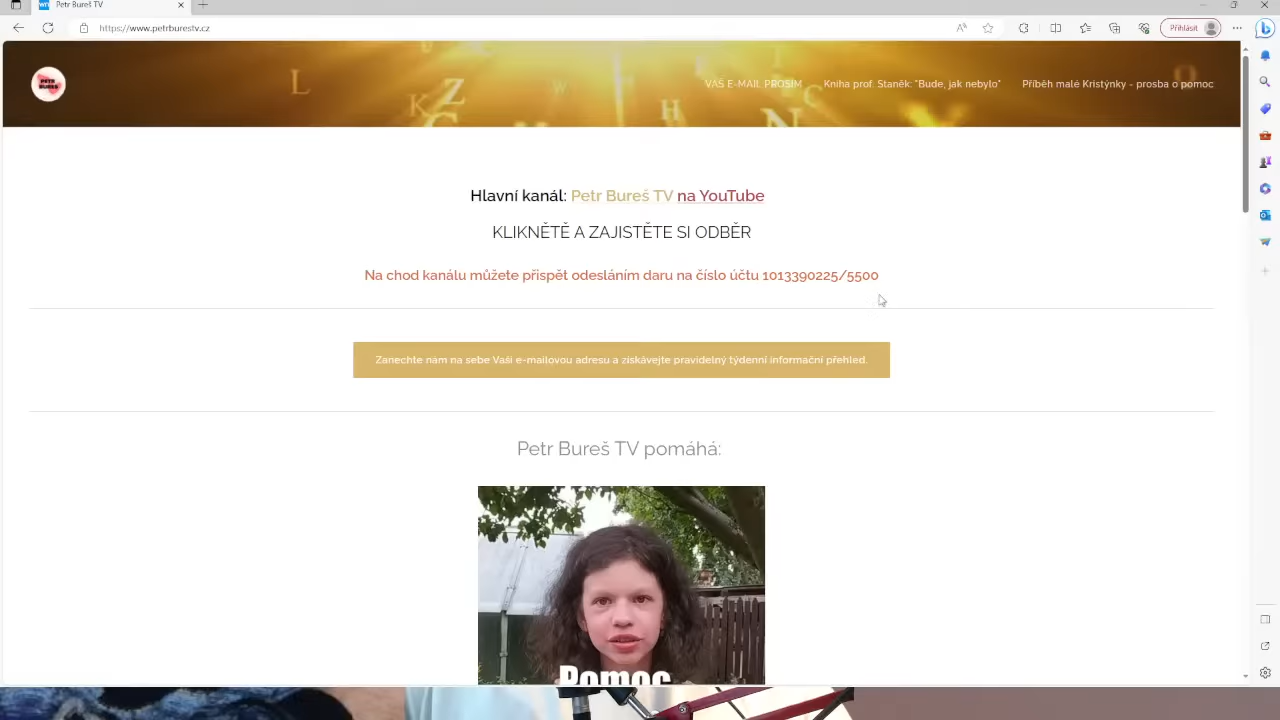 Petr Bureš TV
https://www.petrburestv.cz
Přihlásit
PETR
BUREŠ
VÁŠ E-MAIL PROSÍM
Kniha prof. Staněk: "Bude, jak nebylo"
Příběh malé Kristýnky - prosba o pomoc
L
K
Z
C
W
H
C
N
O
Hlavní kanál: Petr Bureš TV na YouTube
KLIKNĚTĚ A ZAJISTĚTE SI ODBĚR
Na chod kanálu můžete přispět odesláním daru na číslo účtu 1013390225/5500
Zanechte nám na sebe Vaši e-mailovou adresu a získávejte pravidelný týdenní informační přehled.
Petr Bureš TV pomáhá:
Pomoc